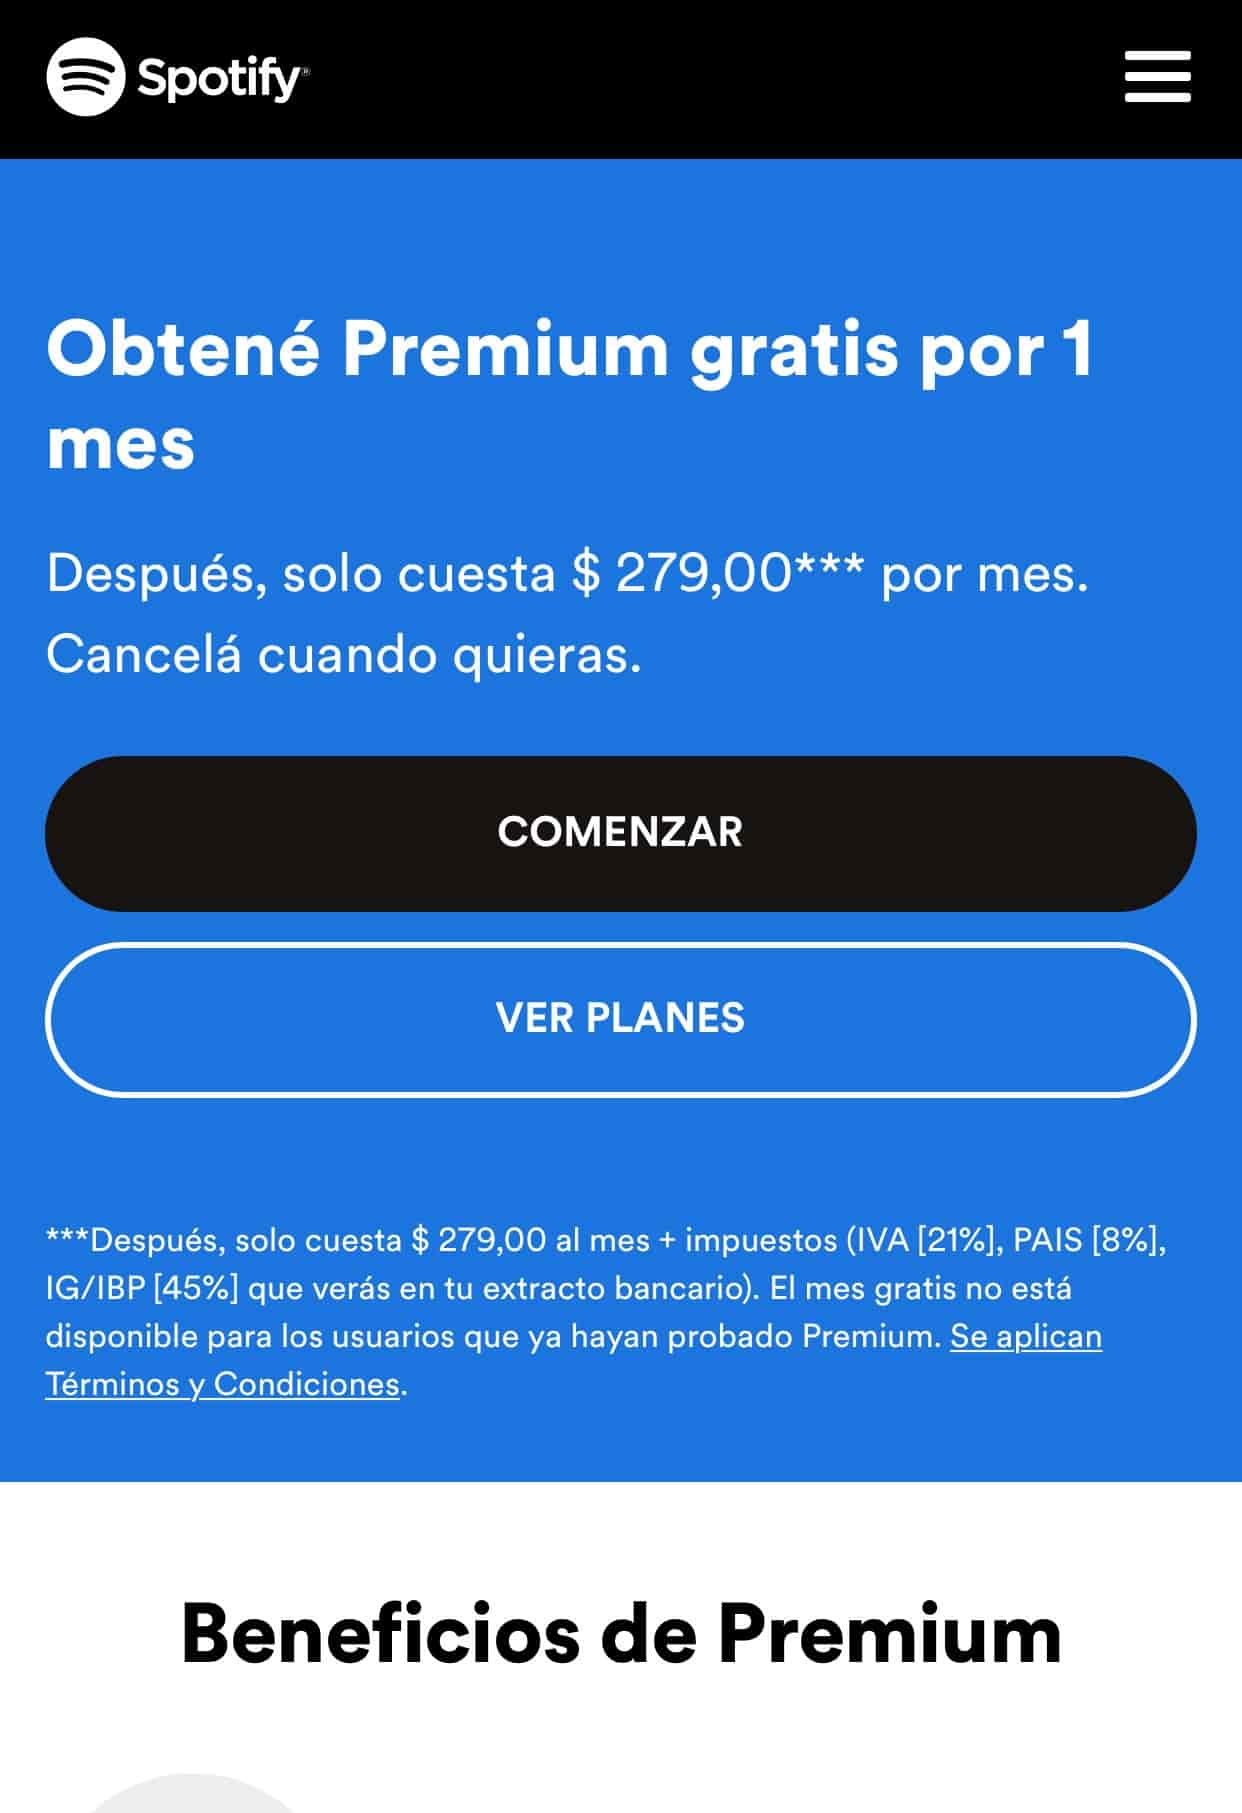 Spotify®
Obtené Premium gratis por 1
mes
Después, solo cuesta $ 279,00*** por mes.
Cancelá cuando quieras.
COMENZAR
VER PLANES
***Después, solo cuesta $ 279,00 al mes + impuestos (IVA [21%], PAIS [8%],
IG/IBP [45%] que verás en tu extracto bancario). El mes gratis no está
disponible para los usuarios que ya hayan probado Premium. Se aplican
Términos y Condiciones.
Beneficios de Premium